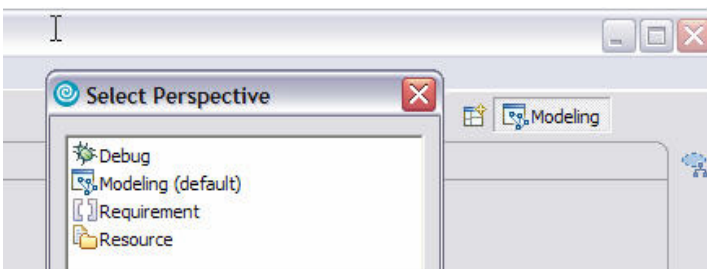 Select Perspective
Modeling
Debug
Modeling (default)
Requirement
Resource